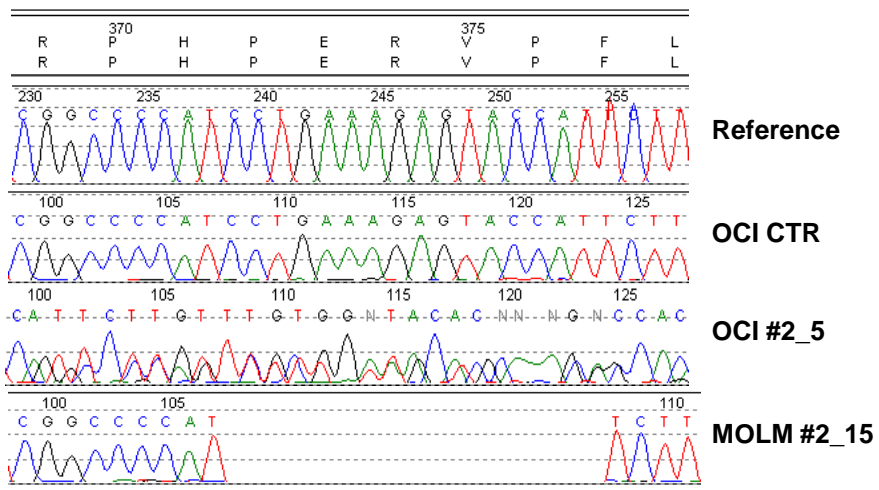 370 375
R P H P E R V P F L
R P H P E R V P F L
230 235 240 245 250 255
C G G C C C C A T C C T G A A A G A G T A C C A T T C T T
Reference
100 105 110 115 120 125
C G G C C C C A T C C T G A A A G A G T A C C A T T C T T
OCI CTR
100 105 110 115 120 125
C A T T C T T G T T T G T G G N T A C A C N N N G N C C A C
OCI #2_5
100 105 110
C G G C C C C A T T C T T
MOLM #2_15